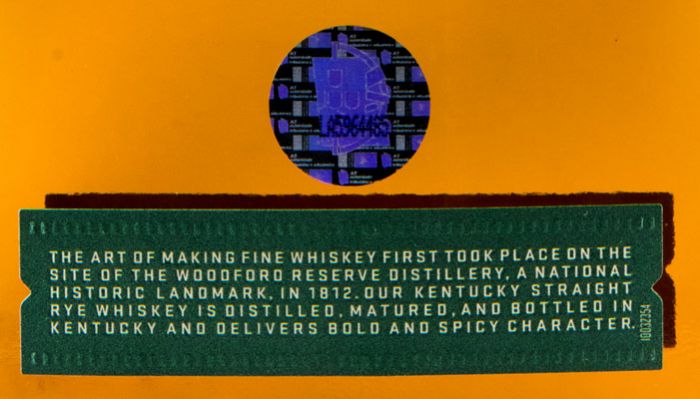 LA5964465
THE ART OF MAKING FINE WHISKEY FIRST TOOK PLACE ON THE
SITE OF THE WOODFORD RESERVE DISTILLERY, A NATIONAL
HISTORIC LANDMARK, IN 1812. OUR KENTUCKY STRAIGHT
RYE WHISKEY IS DISTILLED, MATURED, AND BOTTLED IN
KENTUCKY AND DELIVERS BOLD AND SPICY CHARACTER.
10032354